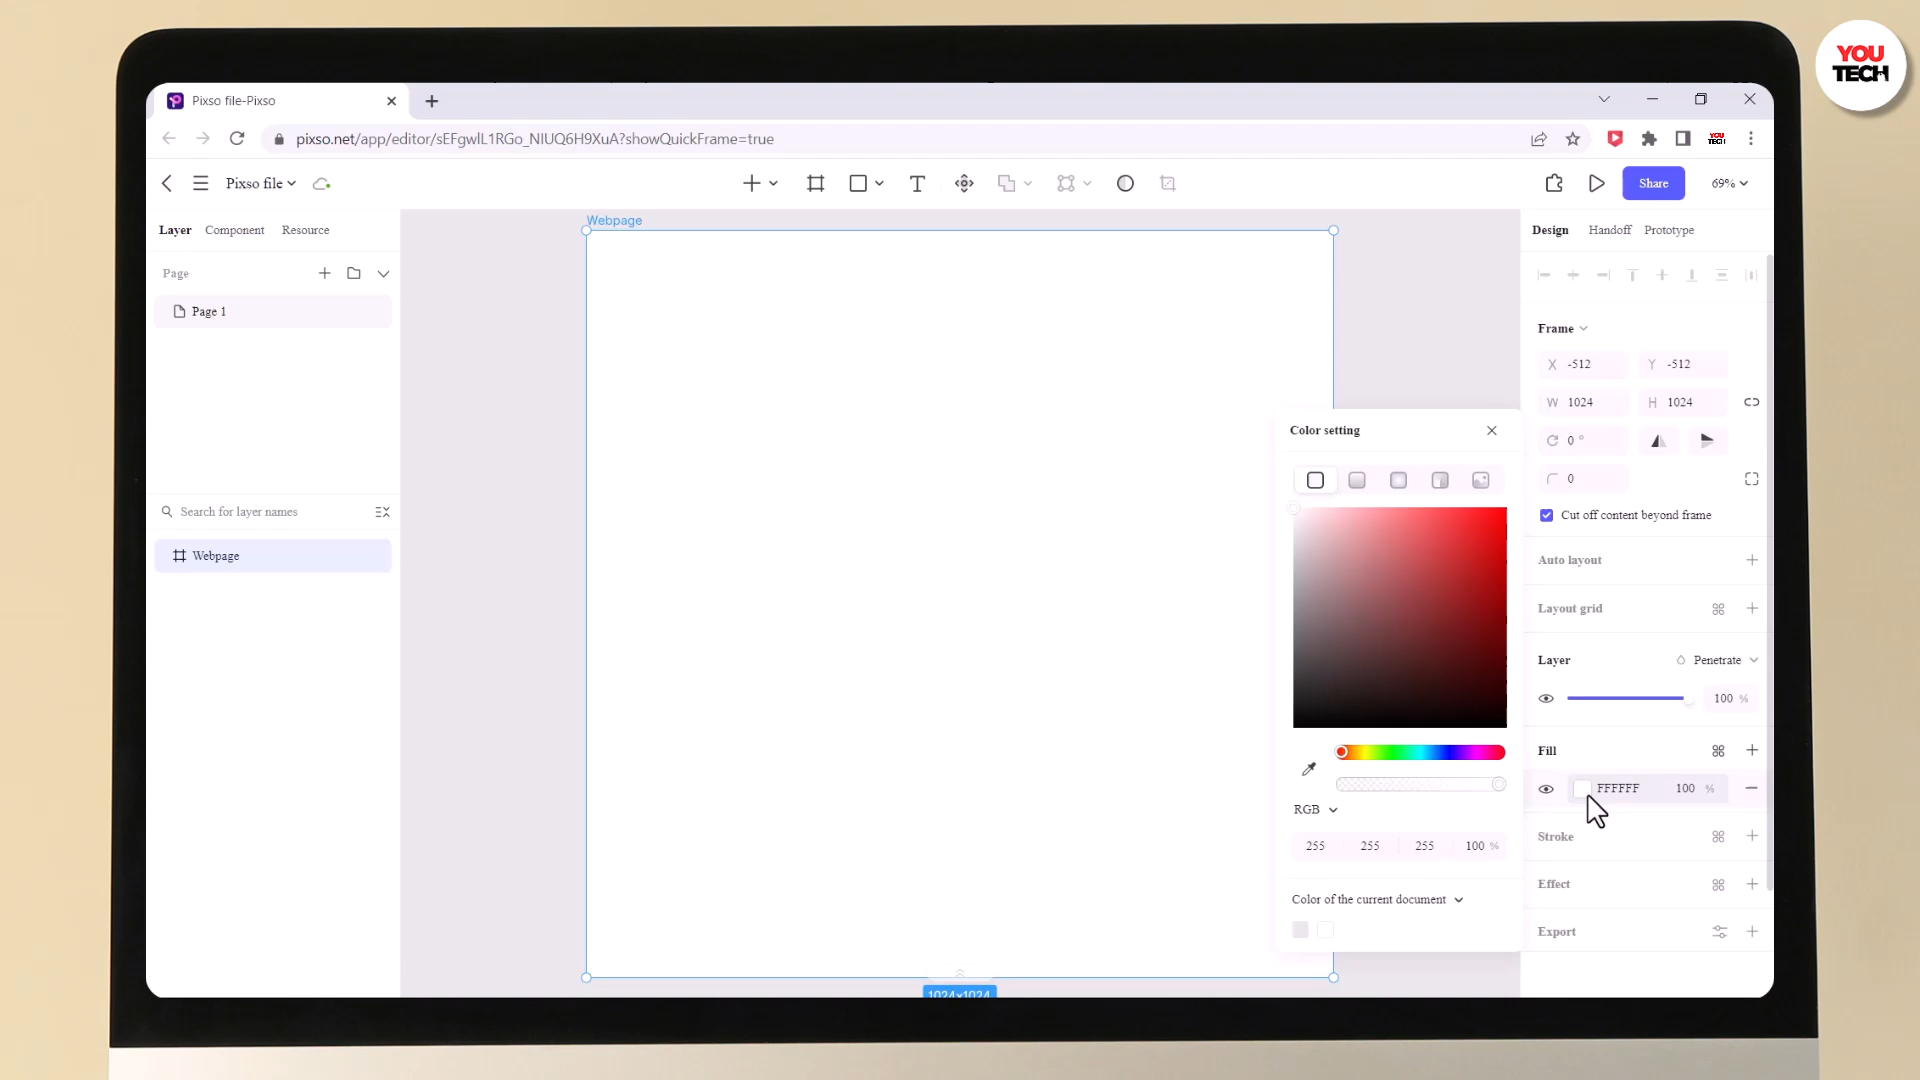 YOU
TECH
Pixso file-Pixso
pixso.net/app/editor/sEFgwlL1RGo_NIUQ6H9XuA?showQuickFrame=true
YOU
TECH
Pixso file
Share
69%
Layer Component Resource
Page
Page 1
Search for layer names
Webpage
Webpage
1024×1024
Color setting
RGB
255 255 255 100 %
Color of the current document
Design Handoff Prototype
Frame
X -512 Y -512
W 1024 H 1024
0 °
0
Cut off content beyond frame
Auto layout
Layout grid
Layer Penetrate
100 %
Fill
FFFFFF 100 %
Stroke
Effect
Export